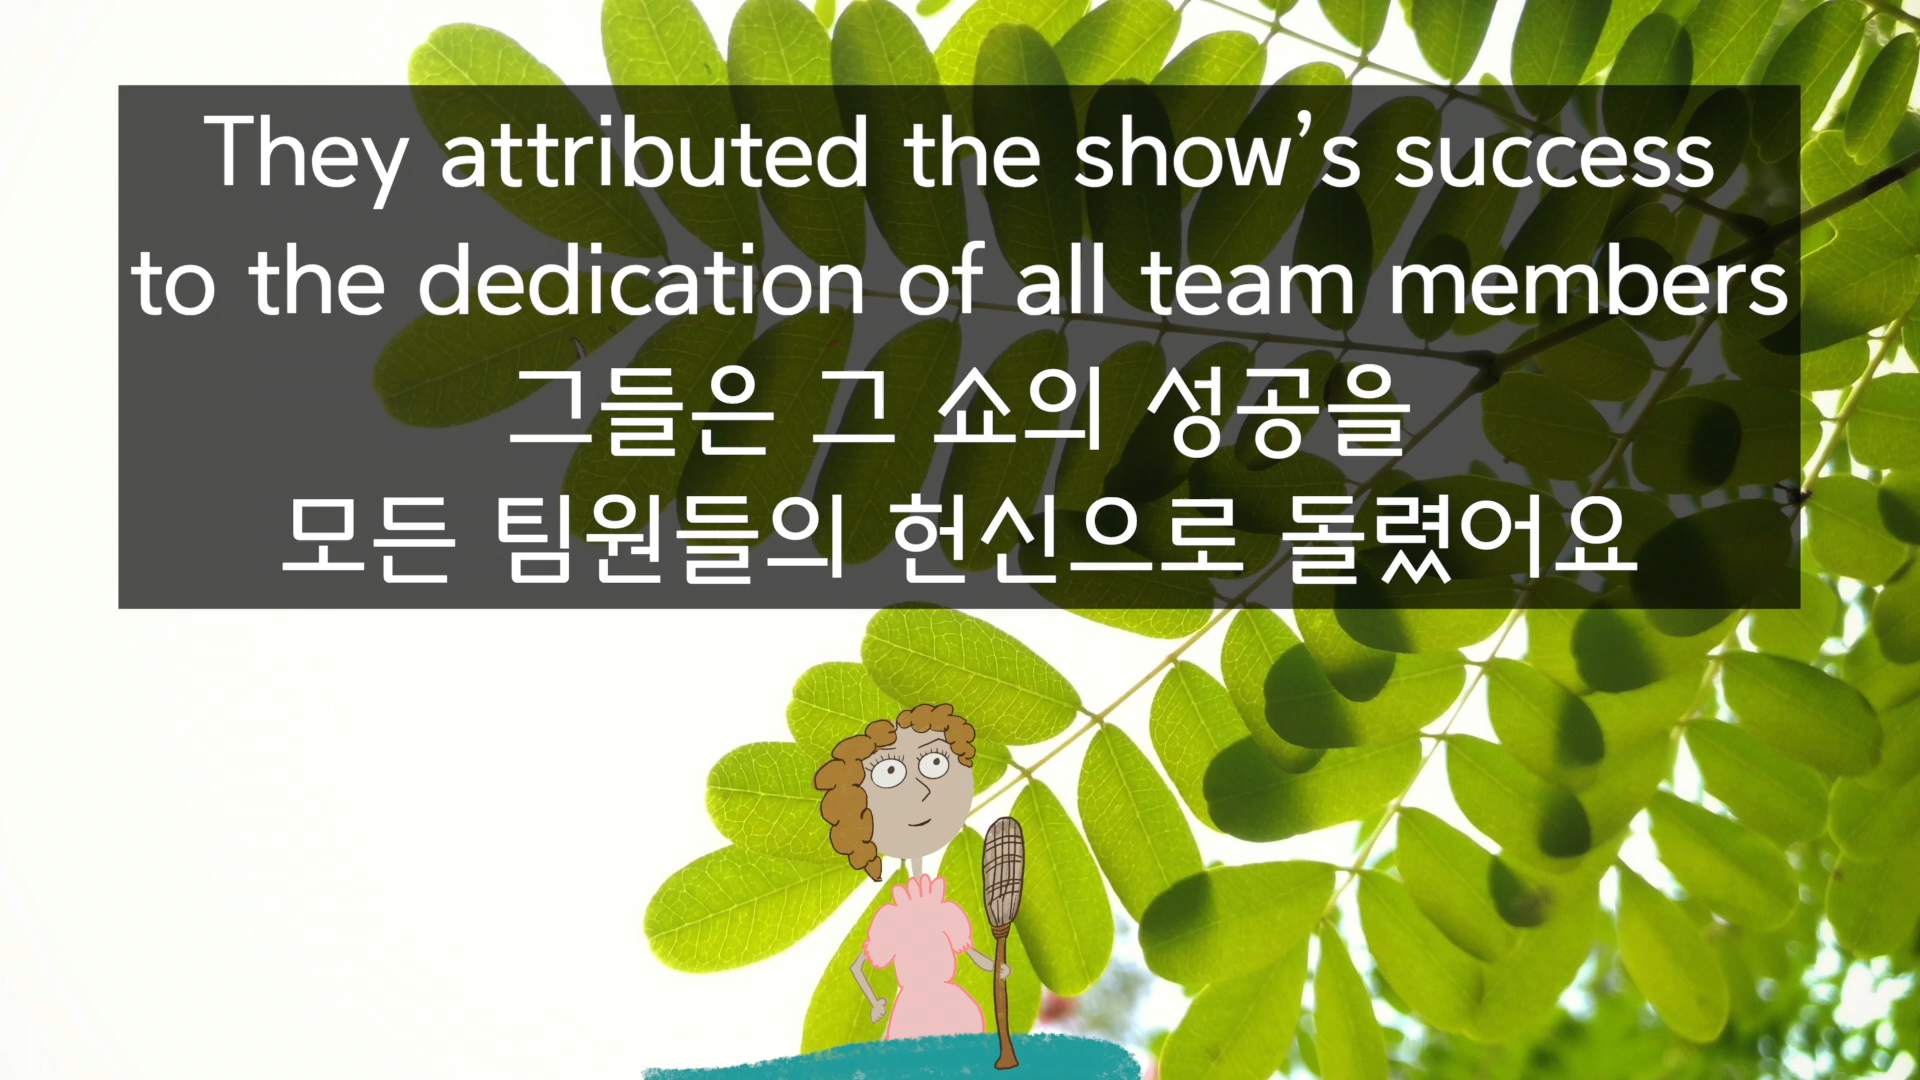 They attributed the show’s success
to the dedication of all team members
그들은 그 쇼의 성공을
모든 팀원들의 헌신으로 돌렸어요